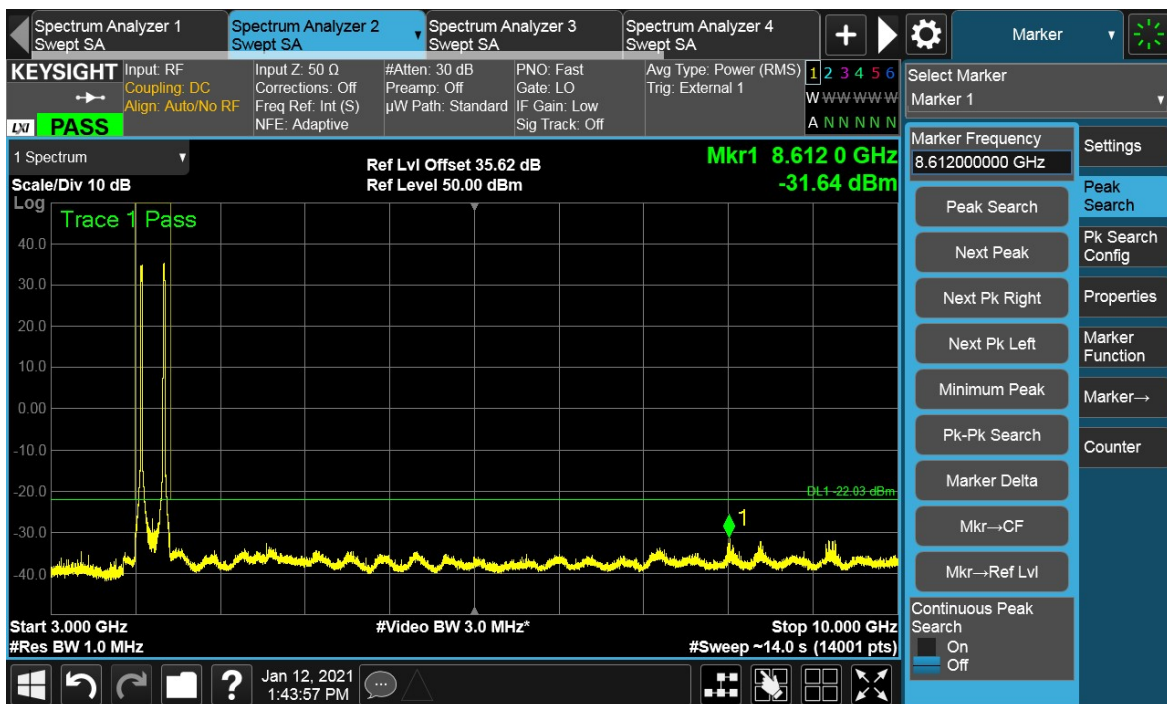 Spectrum Analyzer 1
Swept SA
Spectrum Analyzer 2
Swept SA
Spectrum Analyzer 3
Swept SA
Spectrum Analyzer 4
Swept SA
+
Marker
KEYSIGHT
LXI
PASS
Input: RF
Coupling: DC
Align: Auto/No RF
Input Z: 50 Ω
Corrections: Off
Freq Ref: Int (S)
NFE: Adaptive
#Atten: 30 dB
Preamp: Off
µW Path: Standard
PNO: Fast
Gate: LO
IF Gain: Low
Sig Track: Off
Avg Type: Power (RMS)
Trig: External 1
1 2 3 4 5 6
W W W W W W
A N N N N N
Select Marker
Marker 1
1 Spectrum
Scale/Div 10 dB
Log
Ref Lvl Offset 35.62 dB
Ref Level 50.00 dBm
Mkr1 8.612 0 GHz
-31.64 dBm
Trace 1 Pass
40.0
30.0
20.0
10.0
0.00
-10.0
-20.0
-30.0
-40.0
DL1 -22.03 dBm
1
Start 3.000 GHz
#Res BW 1.0 MHz
#Video BW 3.0 MHz*
Stop 10.000 GHz
#Sweep ~14.0 s (14001 pts)
Marker Frequency
8.612000000 GHz
Peak Search
Next Peak
Next Pk Right
Next Pk Left
Minimum Peak
Pk-Pk Search
Marker Delta
Mkr→CF
Mkr→Ref Lvl
Continuous Peak
Search
On
Off
Settings
Peak
Search
Pk Search
Config
Properties
Marker
Function
Marker→
Counter
?
Jan 12, 2021
1:43:57 PM